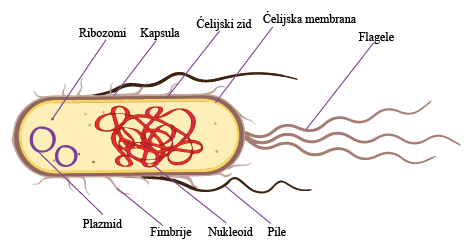 Ribozomi
Kapsula
Ćelijski zid
Ćelijska membrana
Flagele
Plazmid
Fimbrije
Nukleoid
Pile